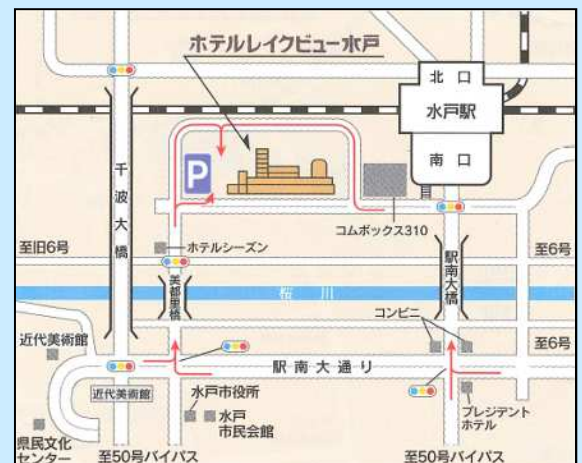 ホテルレイクビュー水戸
北口
水戸駅
南口
P
千波大橋
コムボックス310
至旧6号
ホテルシーズン
至6号
美都里橋
駅南大橋
桜川
コンビニ
近代美術館
至6号
駅南大通り
近代美術館
水戸市役所
プレジデント
ホテル
水戸
市民会館
県民文化
センター
至50号バイパス
至50号バイパス